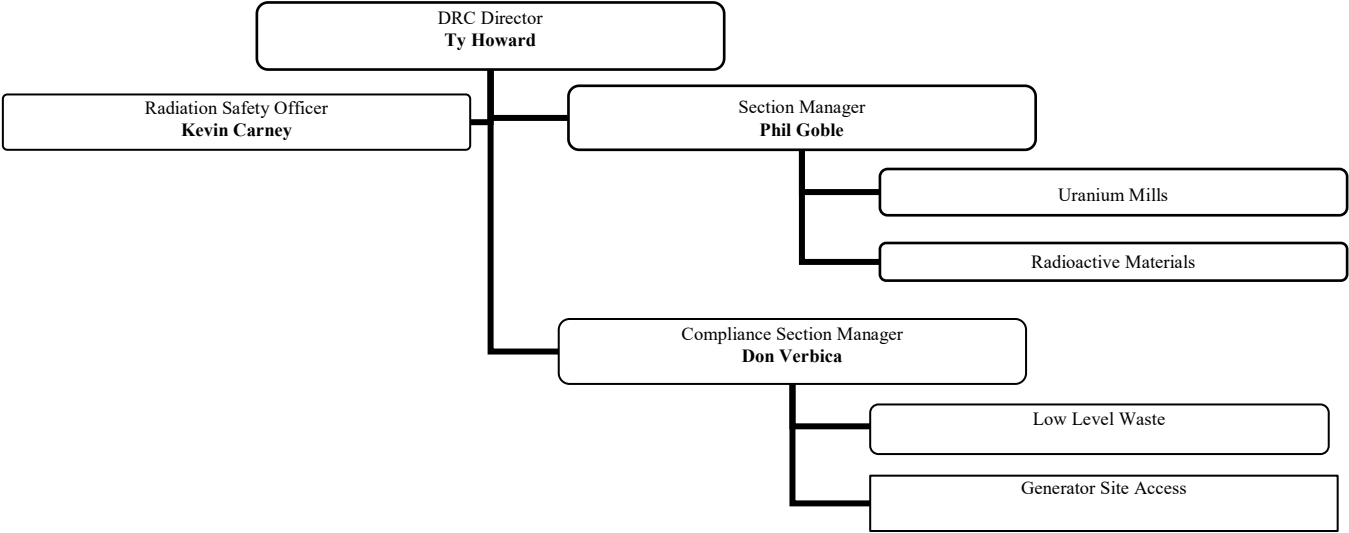 DRC Director
Ty Howard
Radiation Safety Officer
Kevin Carney
Section Manager
Phil Goble
Uranium Mills
Radioactive Materials
Compliance Section Manager
Don Verbica
Low Level Waste
Generator Site Access